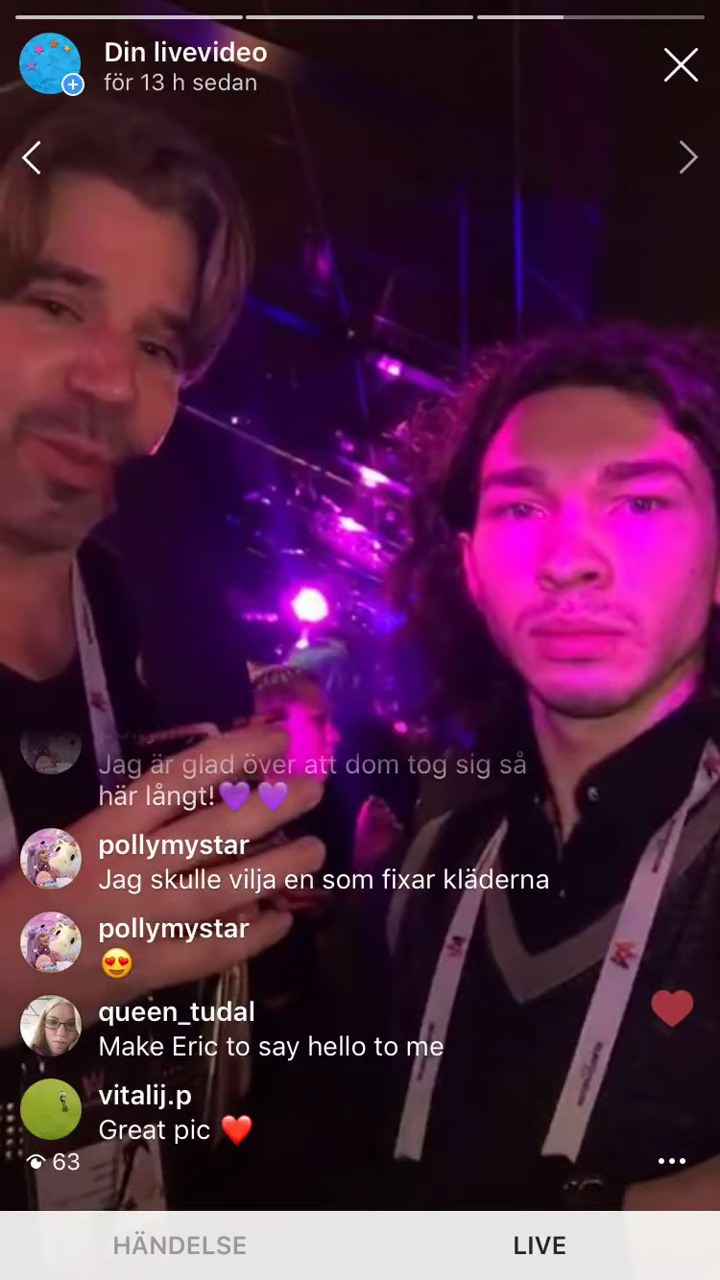 Din livevideo
för 13 h sedan
Jag är glad över att dom tog sig så
här långt!💜💜
pollymystar
Jag skulle vilja en som fixar kläderna
pollymystar
😍
queen_tudal
Make Eric to say hello to me
vitalij.p
Great pic ❤️
63
HÄNDELSE
LIVE